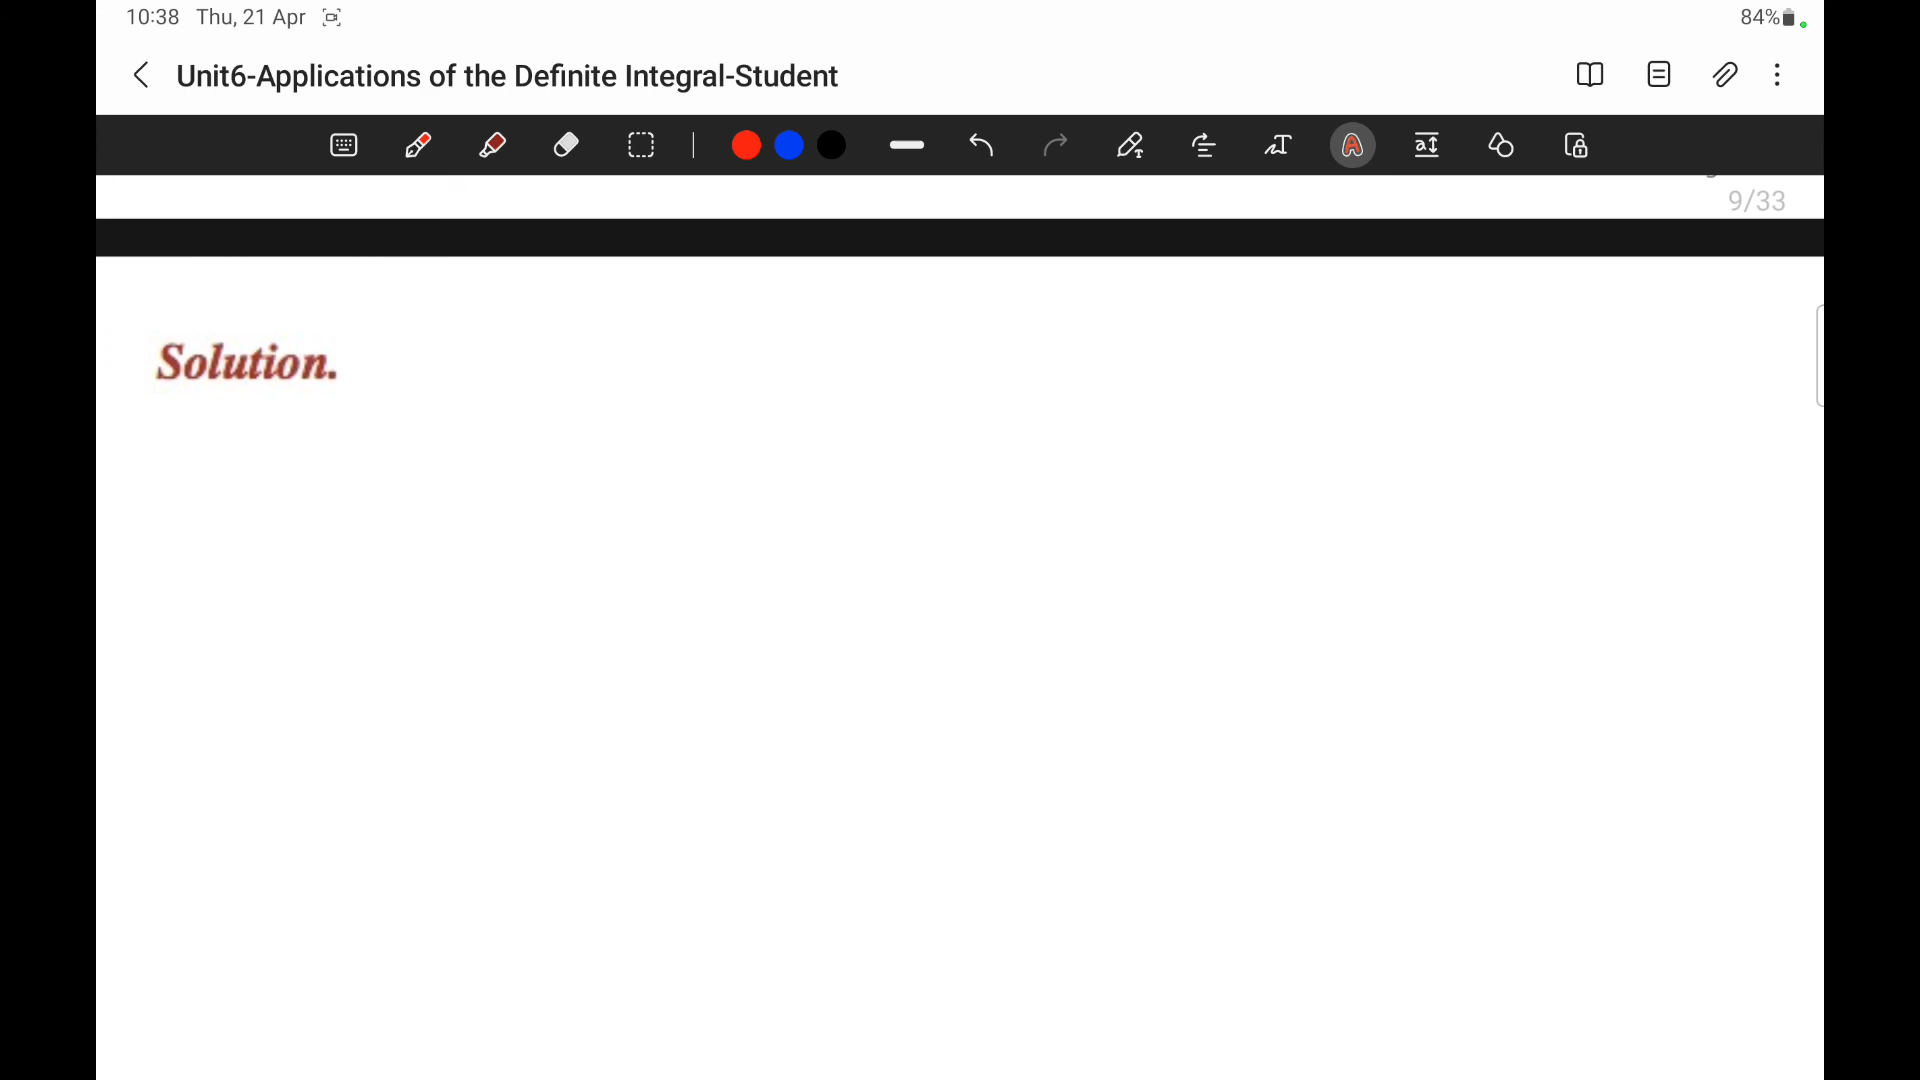 10:38 Thu, 21 Apr 84%
Unit6-Applications of the Definite Integral-Student
9/33
Solution.